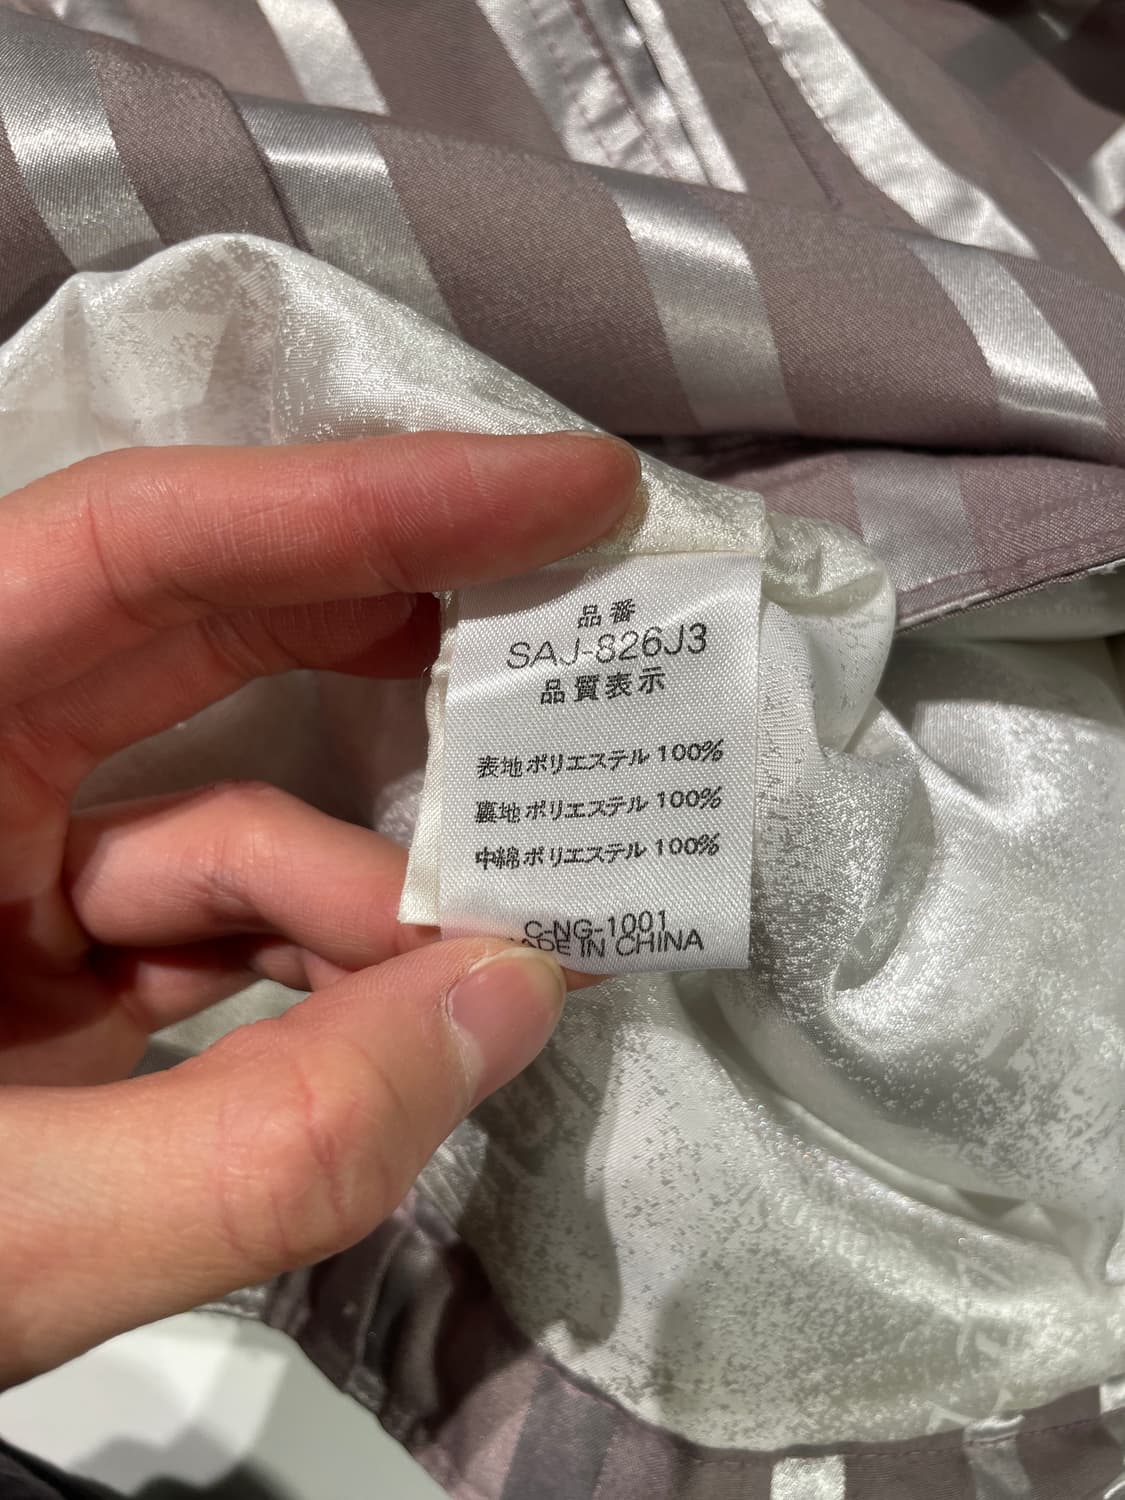 品番
SAJ-826J3
品質表示
表地ポリエステル 100%
裏地ポリエステル 100%
中綿ポリエステル 100%
C-NG-1001
IN CHINA